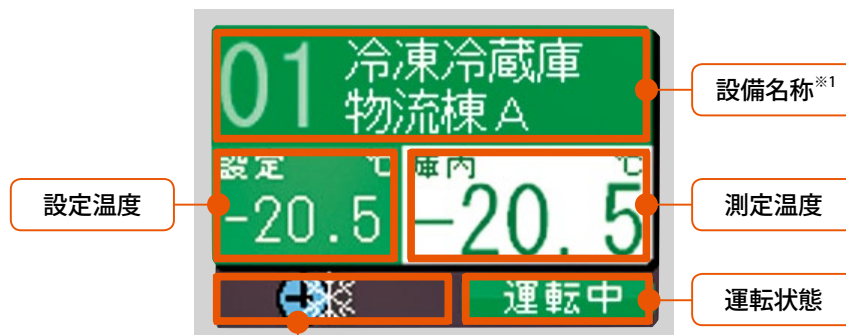 01 冷凍冷蔵庫
物流棟A
設備名称※1
設定 ℃
-20.5
庫内 ℃
-20.5
設定温度
測定温度
運転中
運転状態